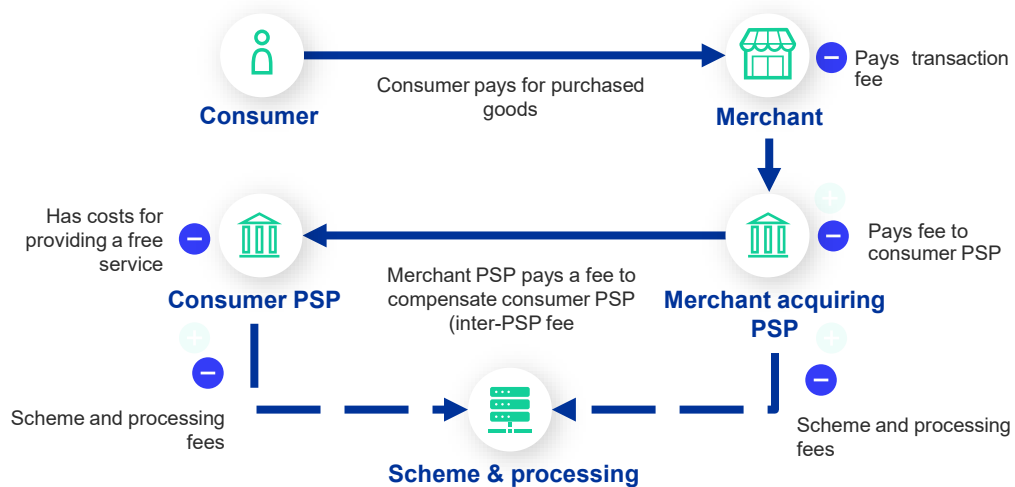 Pays transaction
fee
Consumer pays for purchased
goods
Consumer
Merchant
Has costs for
providing a free
service
Pays fee to
consumer PSP
Merchant PSP pays a fee to
compensate consumer PSP
(inter-PSP fee
Consumer PSP
Merchant acquiring
PSP
Scheme and processing
fees
Scheme and processing
fees
Scheme & processing